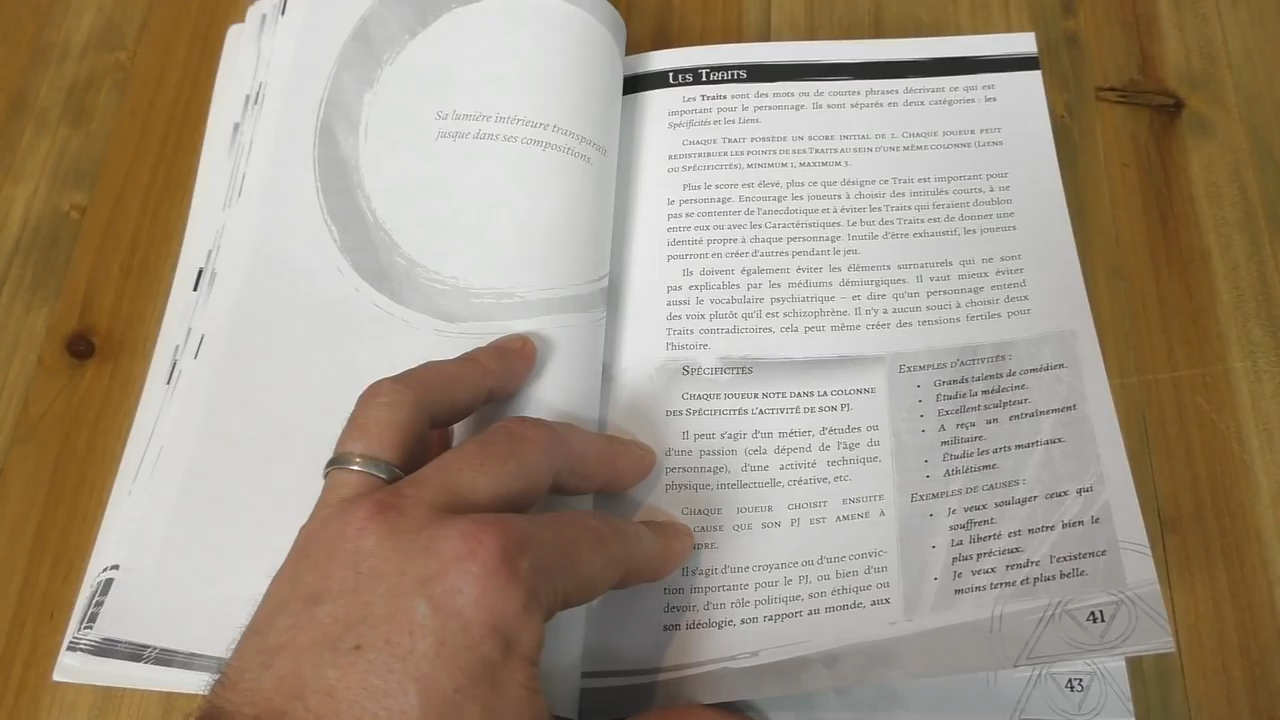 Sa lumière intérieure transparaît
jusque dans ses compositions.
Les Traits
Les Traits sont des mots ou de courtes phrases décrivant ce qui est
important pour le personnage. Ils sont séparés en deux catégories : les
Spécificités et les Liens.
Chaque Trait possède un score initial de 2. Chaque joueur peut
redistribuer les points de ses Traits au sein d'une même colonne (Liens
ou Spécificités), minimum 1, maximum 3.
Plus le score est élevé, plus ce que désigne ce Trait est important pour
le personnage. Encourage les joueurs à choisir des intitulés courts, à ne
pas se contenter de l'anecdotique et à éviter les Traits qui feraient doublon
entre eux ou avec les Caractéristiques. Le but des Traits est de donner une
identité propre à chaque personnage. Inutile d'être exhaustif, les joueurs
pourront en créer d'autres pendant le jeu.
Ils doivent également éviter les éléments surnaturels qui ne sont
pas explicables par les médiums démiurgiques. Il vaut mieux éviter
aussi le vocabulaire psychiatrique – et dire qu'un personnage entend
des voix plutôt qu'il est schizophrène. Il n'y a aucun souci à choisir deux
Traits contradictoires, cela peut même créer des tensions fertiles pour
l'histoire.
Spécificités
Chaque joueur note dans la colonne
des Spécificités l'activité de son PJ.
Il peut s'agir d'un métier, d'études ou
d'une passion (cela dépend de l'âge du
personnage), d'une activité technique,
physique, intellectuelle, créative, etc.
Chaque joueur choisit ensuite
cause que son PJ est amené à
Il s'agit d'une croyance ou d'une convic-
tion importante pour le PJ, ou bien d'un
devoir, d'un rôle politique, son éthique ou
son idéologie, son rapport au monde, aux
Exemples d'activités :
• Grands talents de comédien.
• Étudie la médecine.
• Excellent sculpteur.
• A reçu un entraînement
militaire.
• Étudie les arts martiaux.
• Athlétisme.
Exemples de causes :
• Je veux soulager ceux qui
souffrent.
• La liberté est notre bien le
plus précieux.
• Je veux rendre l'existence
moins terne et plus belle.
41
43